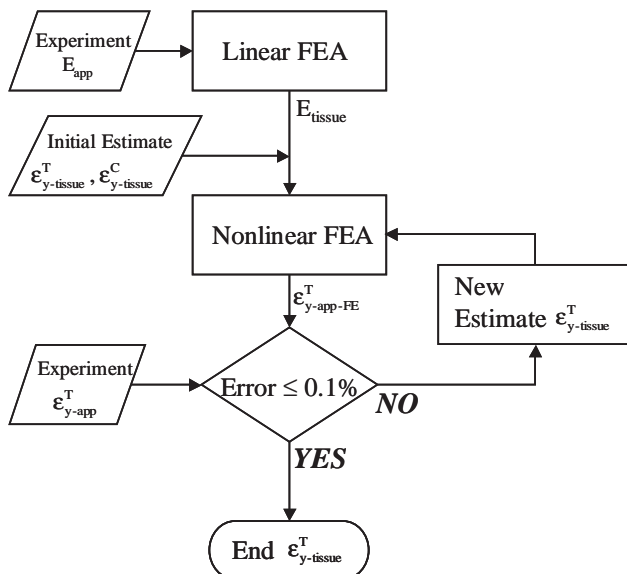 Experiment
E_app
Linear FEA
E_tissue
Initial Estimate
ε^T_y-tissue , ε^C_y-tissue
Nonlinear FEA
ε^T_y-app-FE
New
Estimate ε^T_y-tissue
Experiment
ε^T_y-app
Error ≤ 0.1%
NO
YES
End ε^T_y-tissue